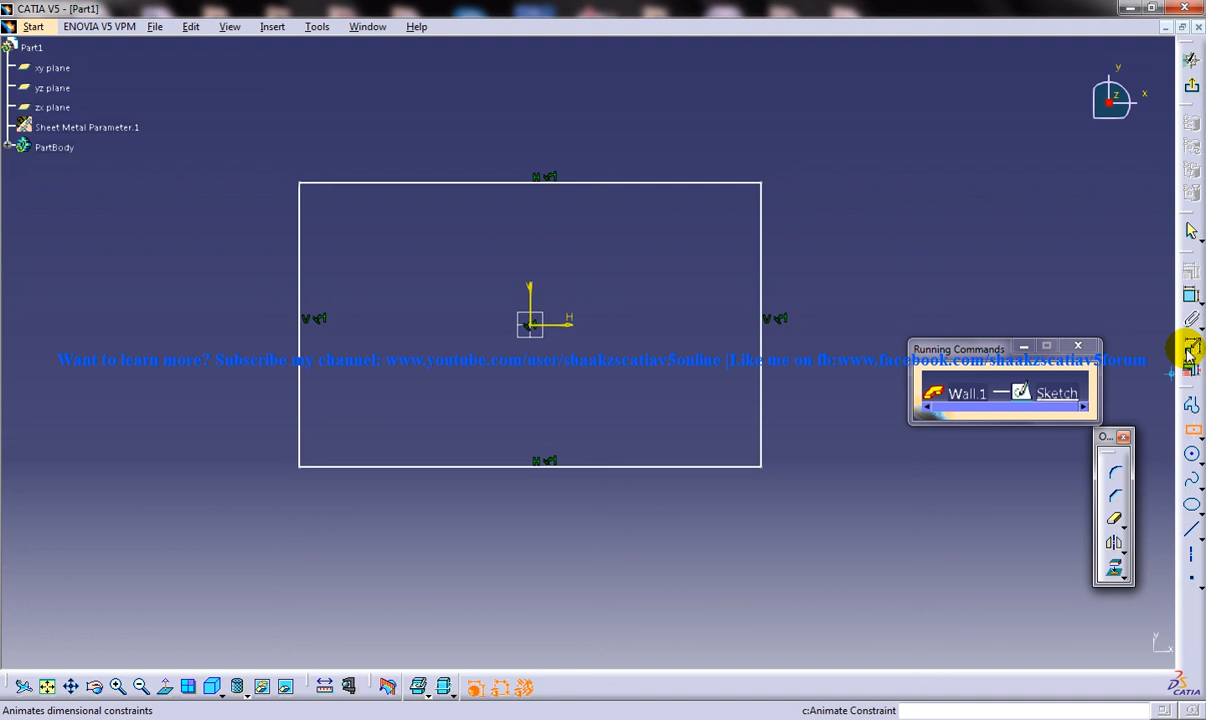 CATIA V5 - [Part1]
Start ENOVIA V5 VPM File Edit View Insert Tools Window Help
Part1
xy plane
yz plane
zx plane
Sheet Metal Parameter.1
PartBody
y
x
z
H
V
H
V
V
H
Want to learn more? Subscribe my channel; www.youtube.com/user/shaakzscatiav5online |Like me on fb:www.facebook.com/shaakzscatiav5forum
Running Commands
Wall.1 Sketch
O...
y
x
CATIA
Animates dimensional constraints c:Animate Constraint